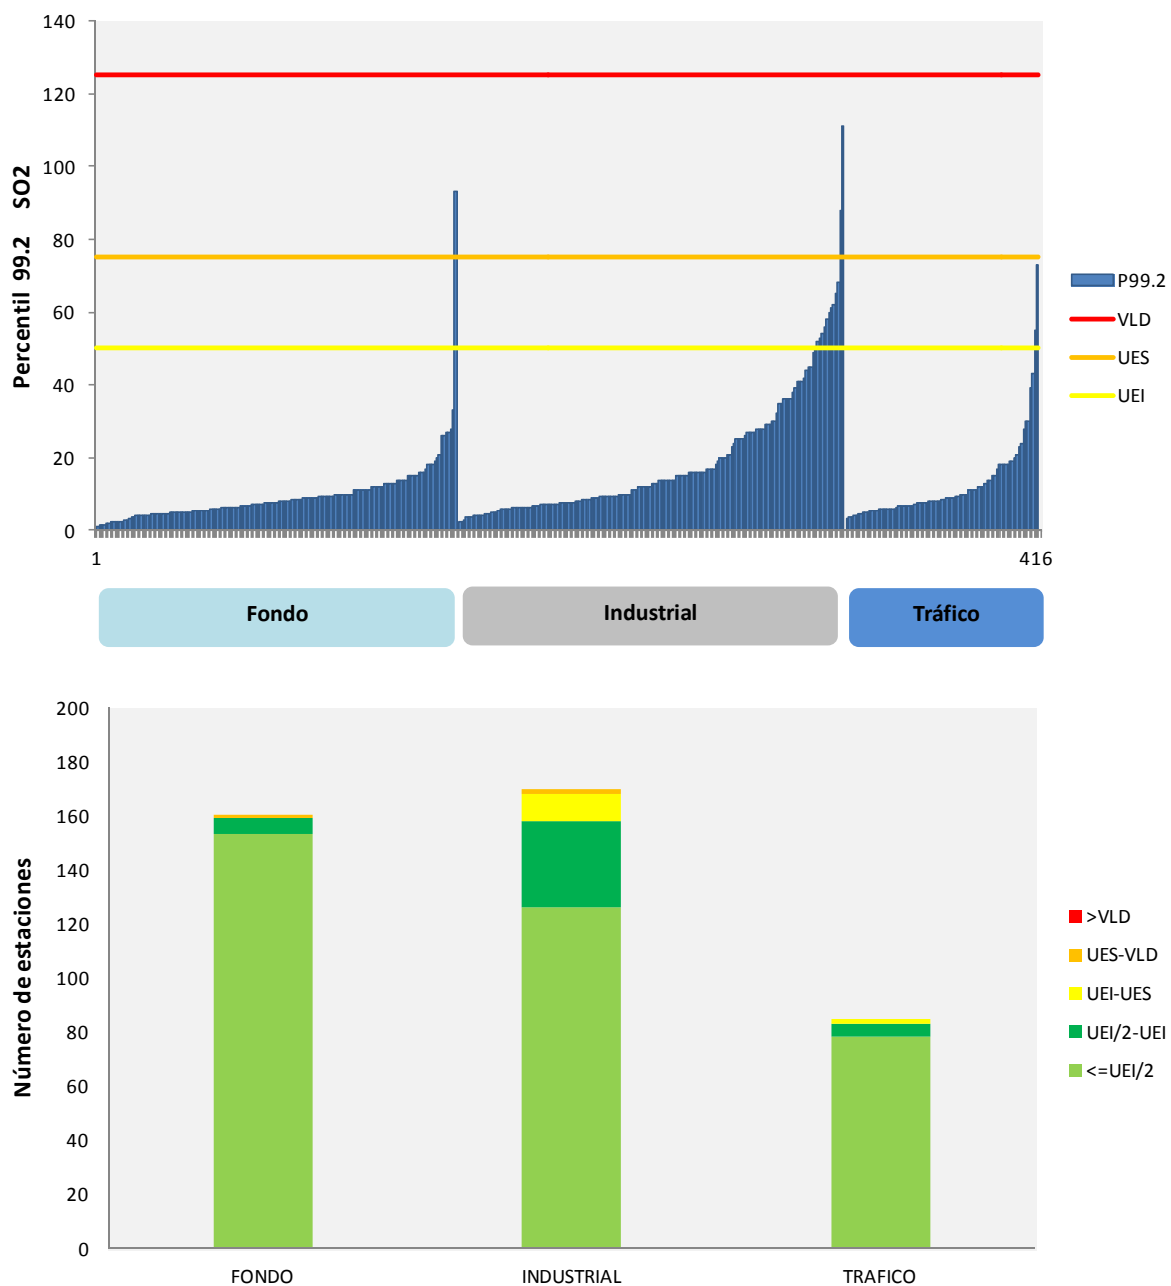 140
120
100
80
60
40
20
0
Percentil 99.2 SO2
1
416
P99.2
VLD
UES
UEI
Fondo
Industrial
Tráfico
200
180
160
140
120
100
80
60
40
20
0
Número de estaciones
FONDO
INDUSTRIAL
TRAFICO
>VLD
UES-VLD
UEI-UES
UEI/2-UEI
<=UEI/2